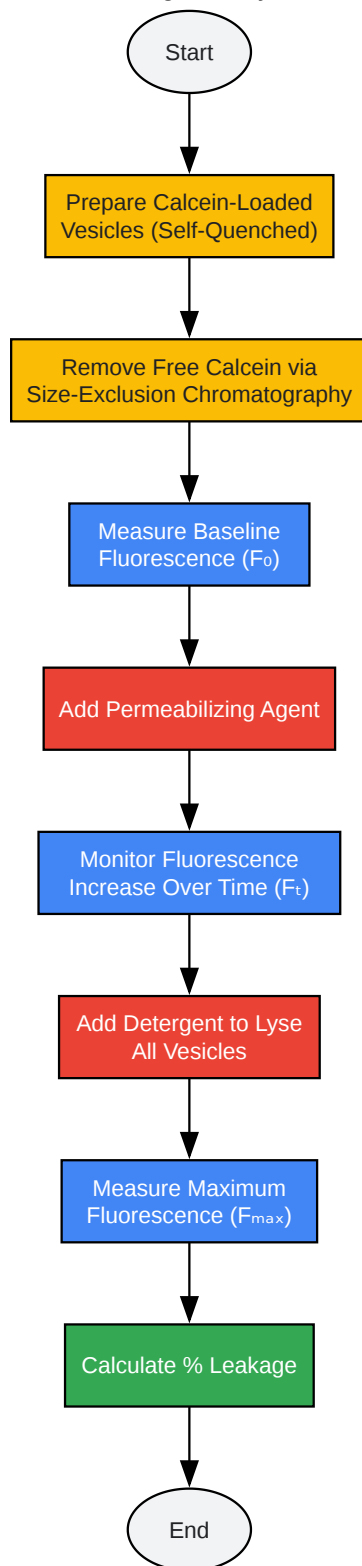 Start
Prepare Calcein-Loaded
Vesicles (Self-Quenched)
Remove Free Calcein via
Size-Exclusion Chromatography
Measure Baseline
Fluorescence (F₀)
Add Permeabilizing Agent
Monitor Fluorescence
Increase Over Time (Fₜ)
Add Detergent to Lyse
All Vesicles
Measure Maximum
Fluorescence (Fₘₐₓ)
Calculate % Leakage
End